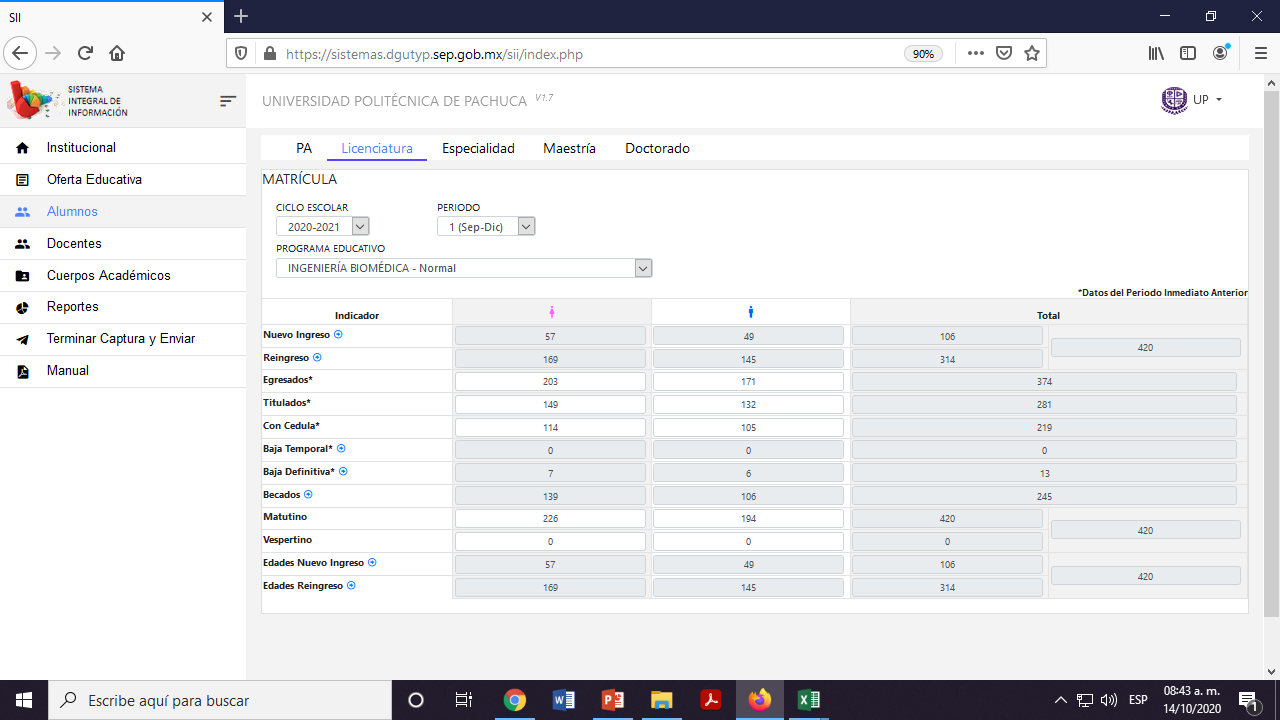 SII
https://sistemas.dgutyp.sep.gob.mx/sii/index.php
90%
SISTEMA
INTEGRAL DE
INFORMACIÓN
UNIVERSIDAD POLITÉCNICA DE PACHUCA V1.7
UP
Institucional
Oferta Educativa
Alumnos
Docentes
Cuerpos Académicos
Reportes
Terminar Captura y Enviar
Manual
PA Licenciatura Especialidad Maestría Doctorado
MATRÍCULA
CICLO ESCOLAR PERIODO
2020-2021 1 (Sep-Dic)
PROGRAMA EDUCATIVO
INGENIERÍA BIOMÉDICA - Normal
*Datos del Periodo Inmediato Anterior
Indicador Total
Nuevo Ingreso 57 49 106 420
Reingreso 169 145 314
Egresados* 203 171 374
Titulados* 149 132 281
Con Cedula* 114 105 219
Baja Temporal* 0 0 0
Baja Definitiva* 7 6 13
Becados 139 106 245
Matutino 226 194 420 420
Vespertino 0 0 0
Edades Nuevo Ingreso 57 49 106 420
Edades Reingreso 169 145 314
Escribe aquí para buscar
ESP
08:43 a. m.
14/10/2020
1